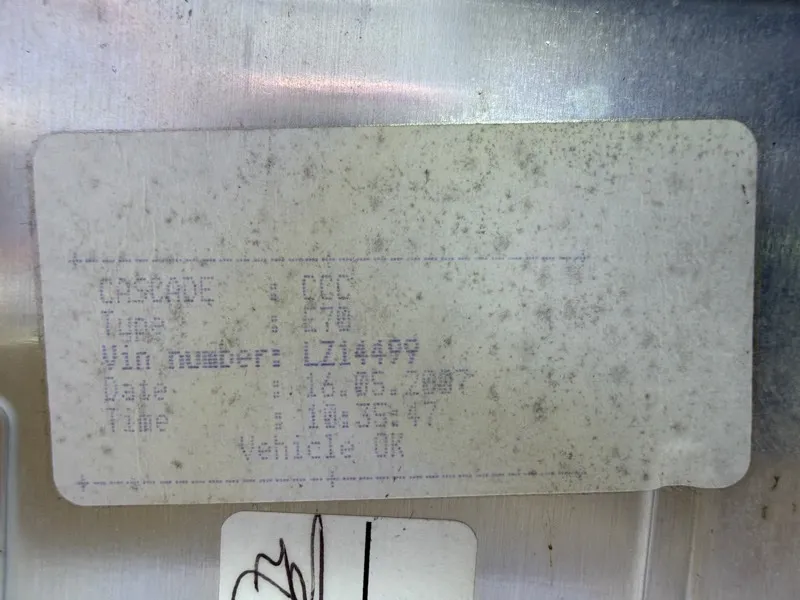 CASCADE : CCC
Type : E70
Vin number: LZ14499
Date : 16.05.2007
Time : 10:35:47
Vehicle OK